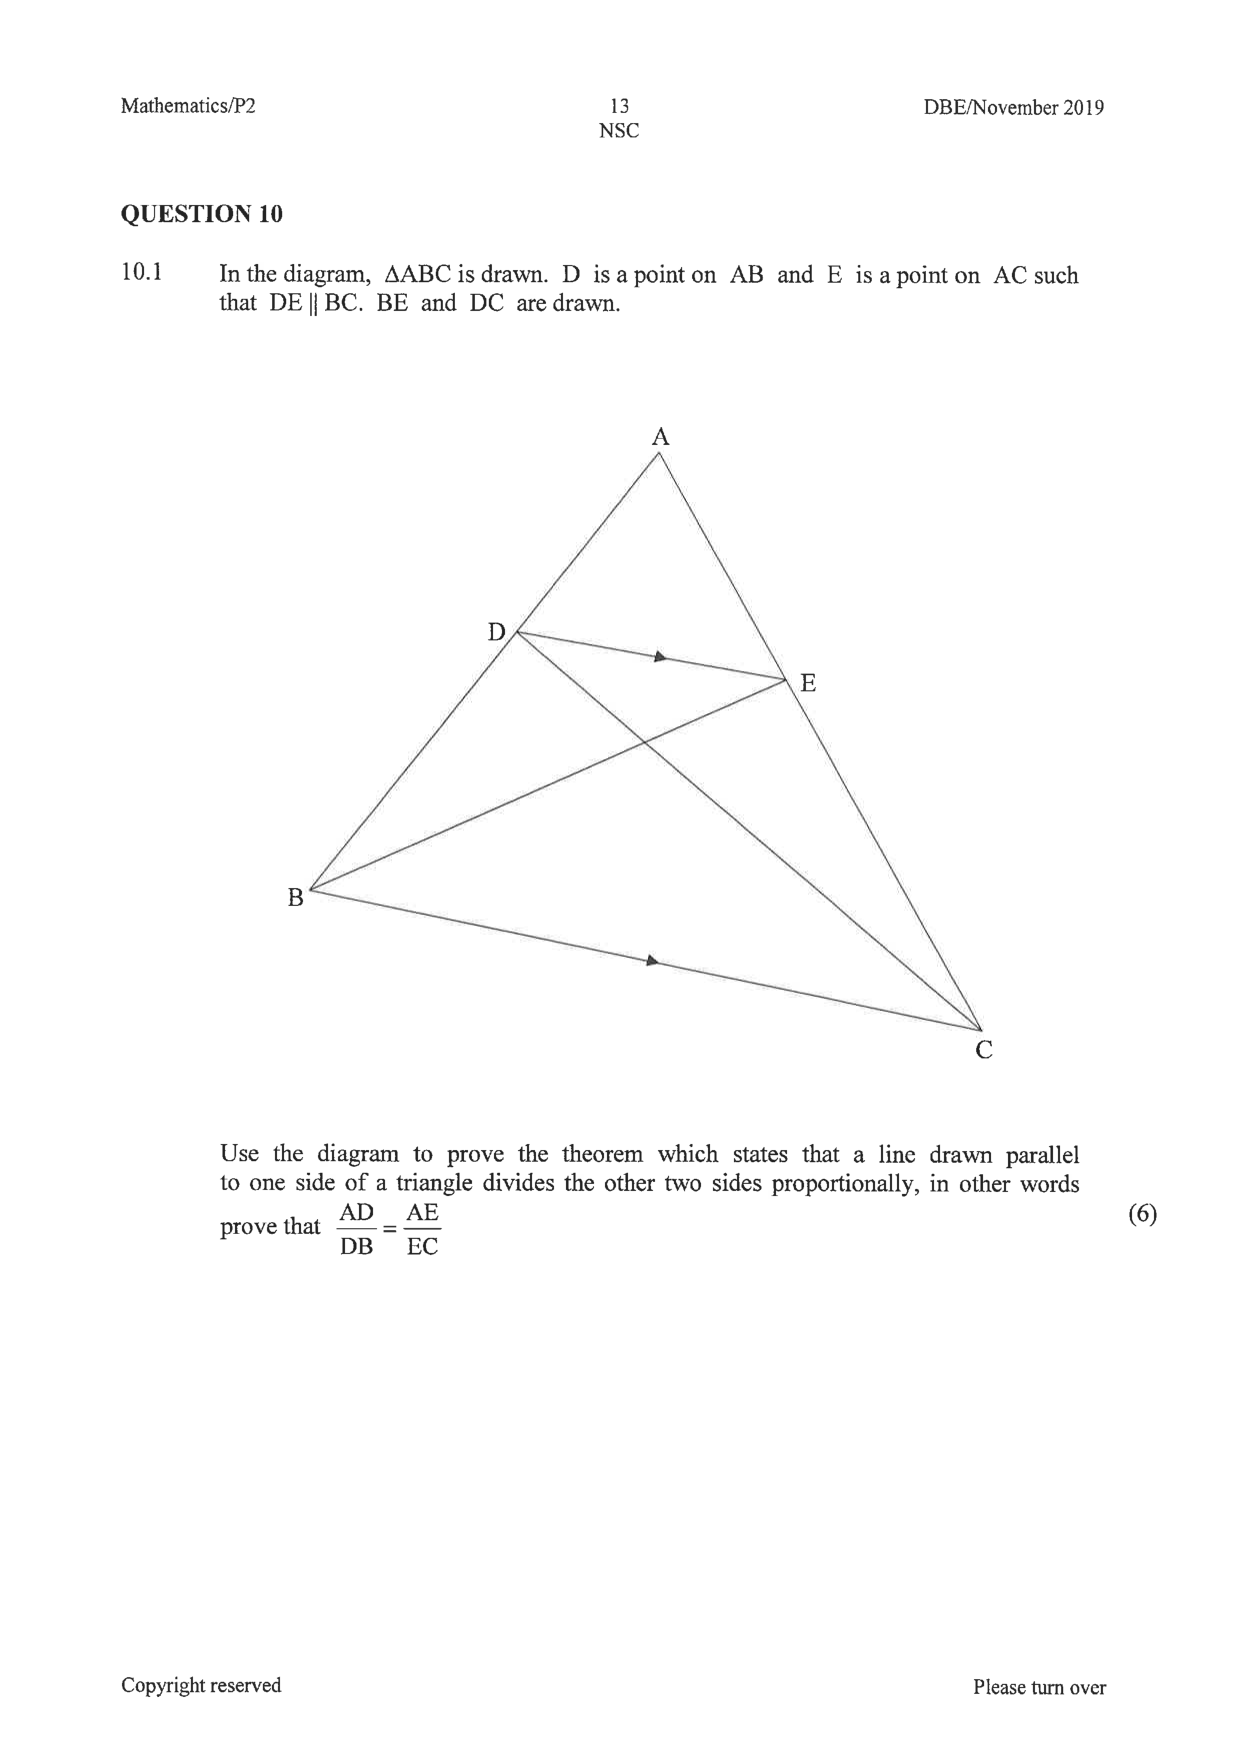 Mathematics/P2
13
DBE/November 2019
NSC
QUESTION 10
10.1 In the diagram, ΔABC is drawn. D is a point on AB and E is a point on AC such
that DE || BC. BE and DC are drawn.
A
D
E
B
C
Use the diagram to prove the theorem which states that a line drawn parallel
to one side of a triangle divides the other two sides proportionally, in other words
prove that AD/DB = AE/EC (6)
Copyright reserved
Please turn over